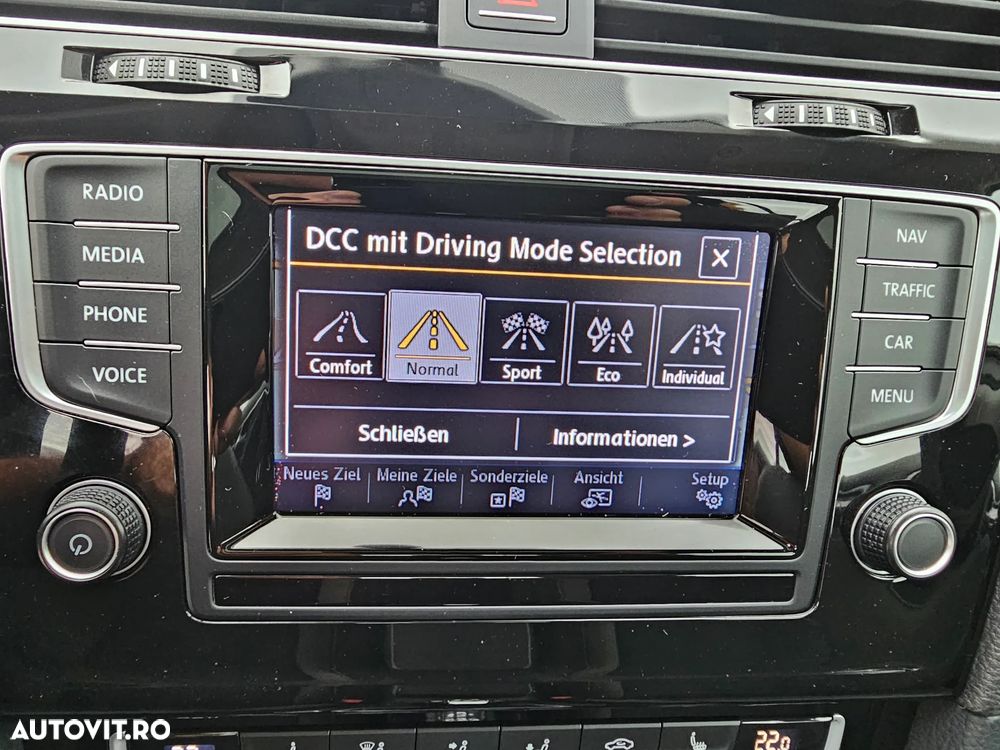 RADIO
MEDIA
PHONE
VOICE
NAV
TRAFFIC
CAR
MENU
DCC mit Driving Mode Selection
Comfort Normal Sport Eco Individual
Schließen Informationen >
Neues Ziel Meine Ziele Sonderziele Ansicht Setup
22.0
AUTOVIT.RO